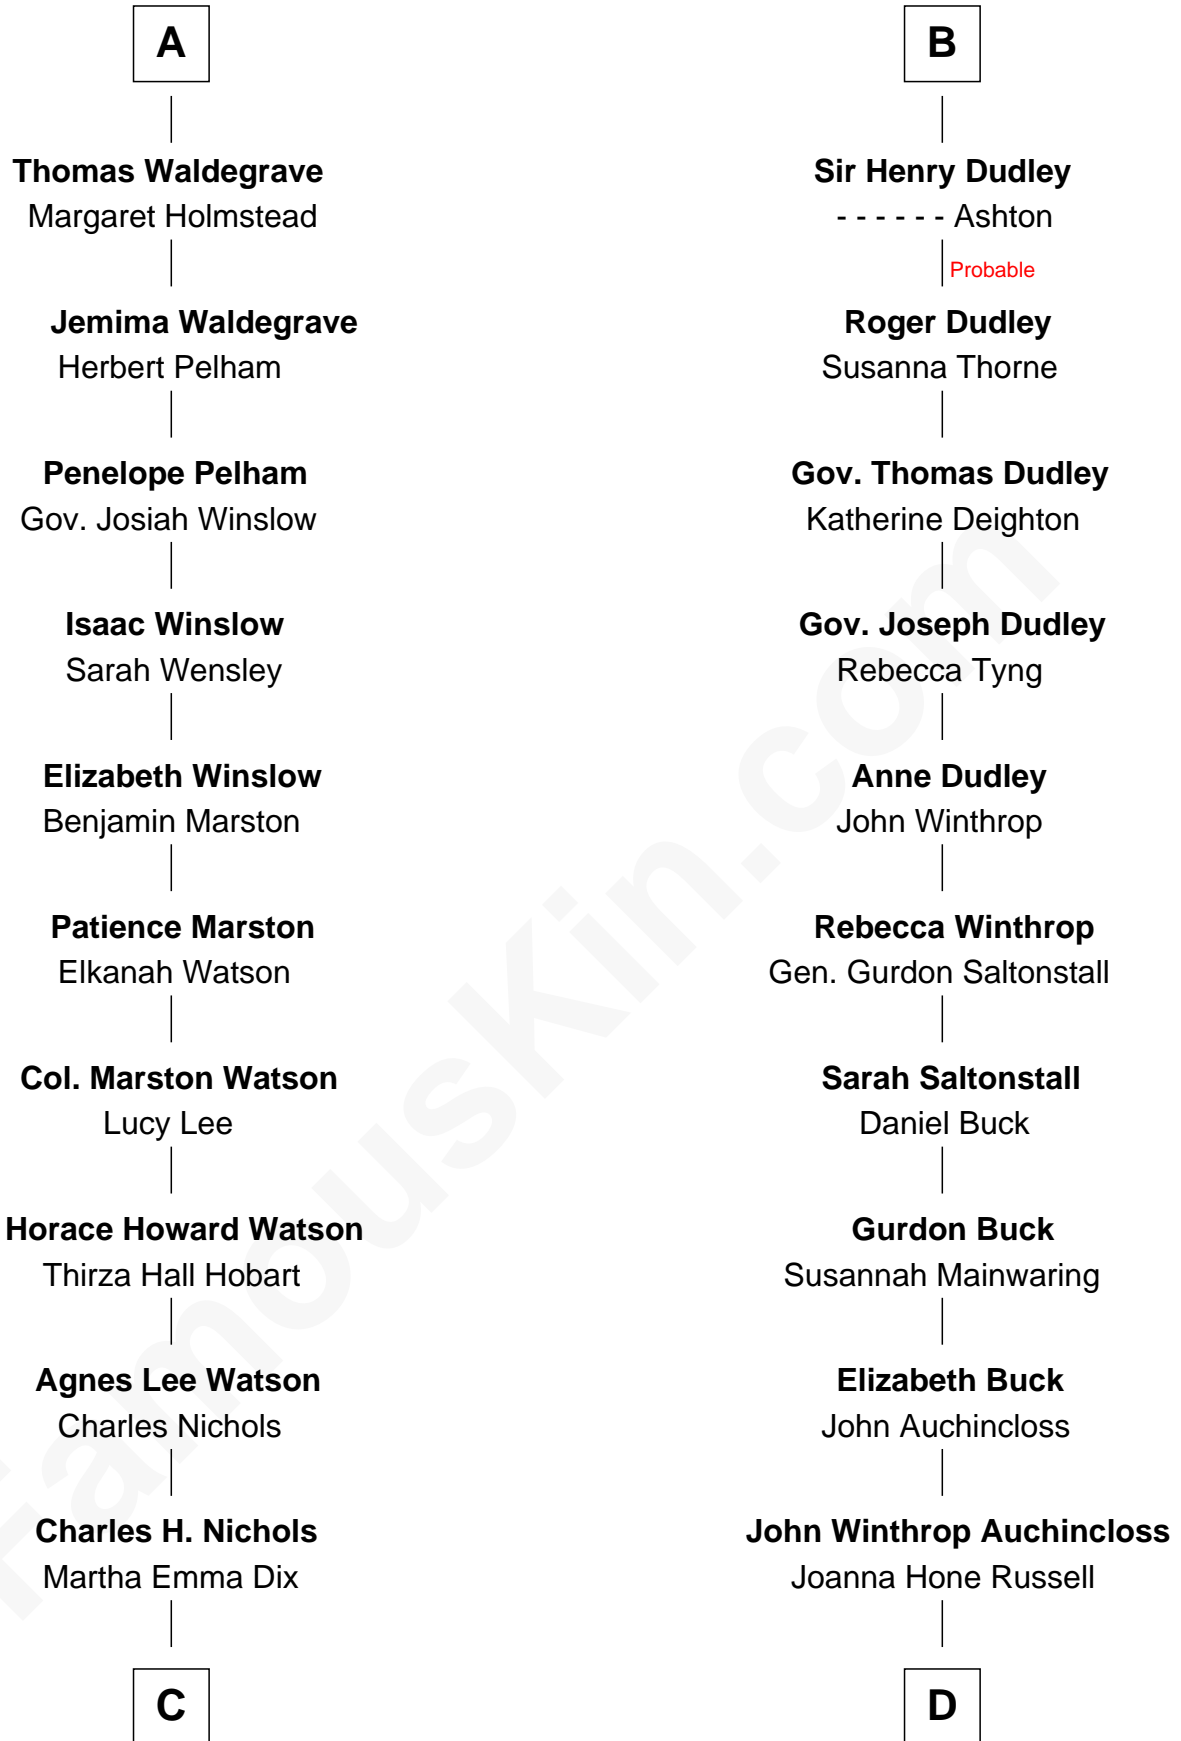 A
Thomas Waldegrave
Margaret Holmstead
Jemima Waldegrave
Herbert Pelham
Penelope Pelham
Gov. Josiah Winslow
Isaac Winslow
Sarah Wensley
Elizabeth Winslow
Benjamin Marston
Patience Marston
Elkanah Watson
Col. Marston Watson
Lucy Lee
Horace Howard Watson
Thirza Hall Hobart
Agnes Lee Watson
Charles Nichols
Charles H. Nichols
Martha Emma Dix
C
B
Sir Henry Dudley
- - - - - - Ashton
Probable
Roger Dudley
Susanna Thorne
Gov. Thomas Dudley
Katherine Deighton
Gov. Joseph Dudley
Rebecca Tyng
Anne Dudley
John Winthrop
Rebecca Winthrop
Gen. Gurdon Saltonstall
Sarah Saltonstall
Daniel Buck
Gurdon Buck
Susannah Mainwaring
Elizabeth Buck
John Auchincloss
John Winthrop Auchincloss
Joanna Hone Russell
D
FamousKin.com